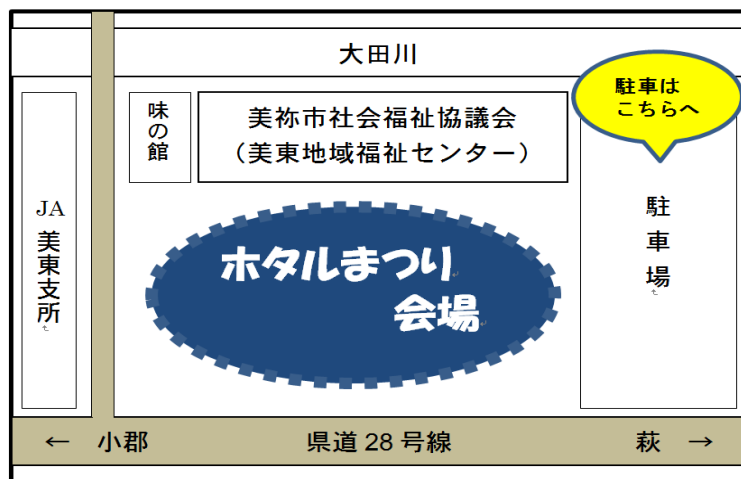 大田川
駐車は
こちらへ
味の館
美祢市社会福祉協議会
（美東地域福祉センター）
JA
美東支所
駐車場
ホタルまつり
会場
← 小郡 県道28号線 萩 →